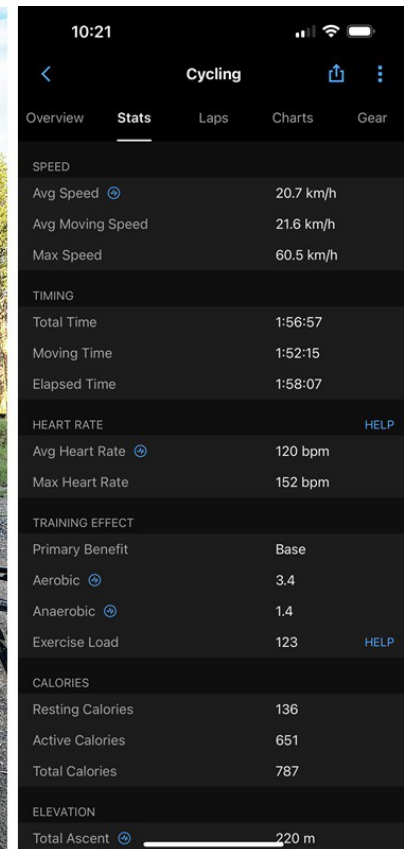 10:21
Cycling
Overview Stats Laps Charts Gear
SPEED
Avg Speed 20.7 km/h
Avg Moving Speed 21.6 km/h
Max Speed 60.5 km/h
TIMING
Total Time 1:56:57
Moving Time 1:52:15
Elapsed Time 1:58:07
HEART RATE HELP
Avg Heart Rate 120 bpm
Max Heart Rate 152 bpm
TRAINING EFFECT
Primary Benefit Base
Aerobic 3.4
Anaerobic 1.4
Exercise Load 123 HELP
CALORIES
Resting Calories 136
Active Calories 651
Total Calories 787
ELEVATION
Total Ascent 220 m